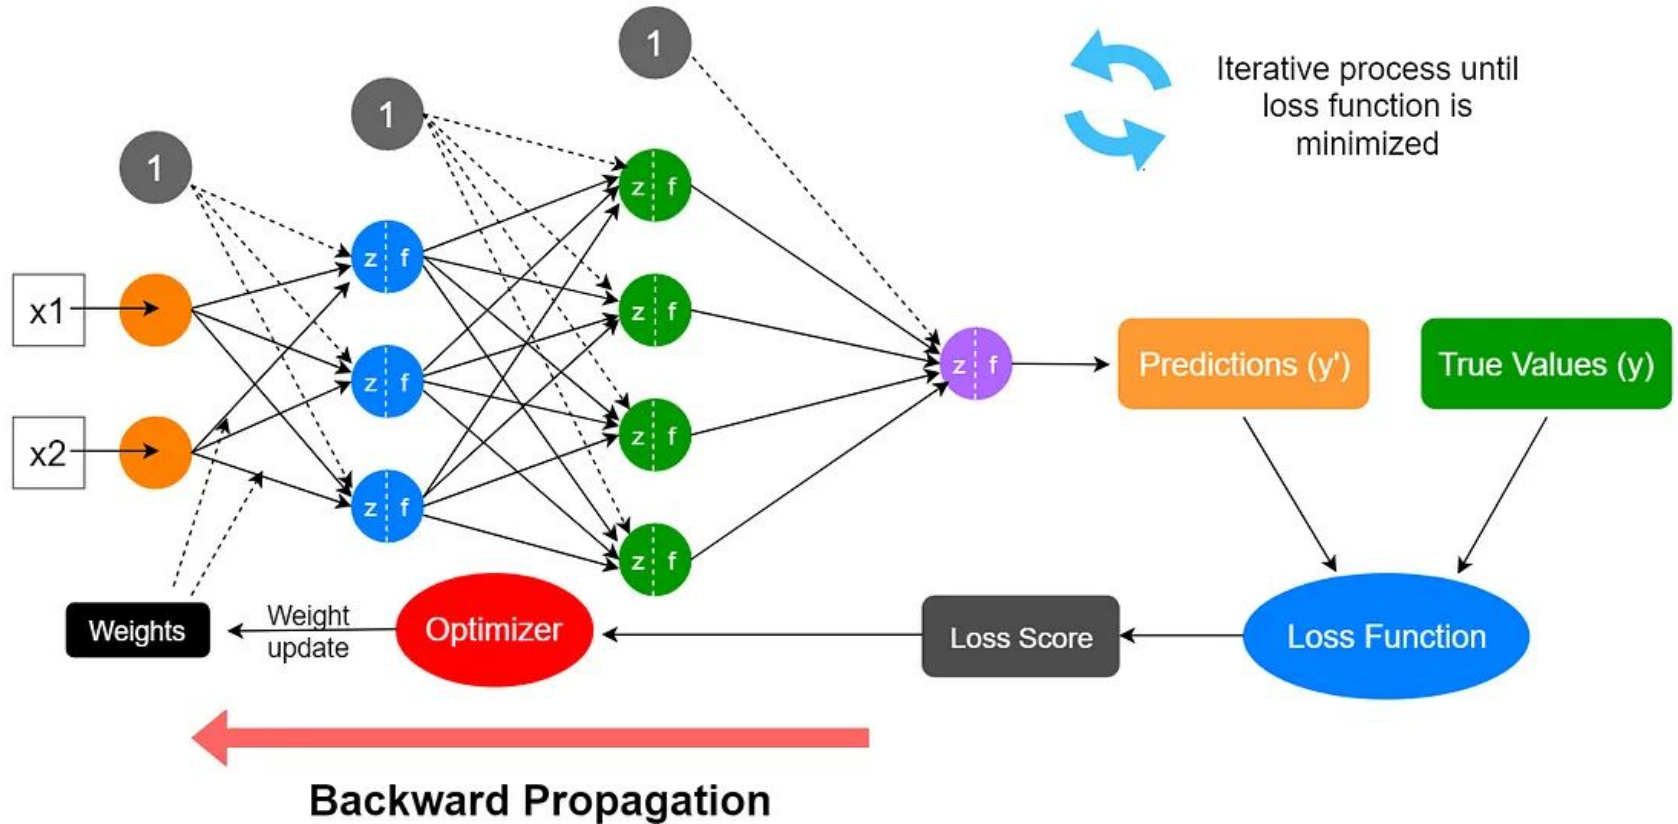 1
1
1
Iterative process until
loss function is
minimized
x1
x2
z f
z f
z f
z f
z f
z f
z f
z f
Predictions (y')
True Values (y)
Weights
Weight
update
Optimizer
Loss Score
Loss Function
Backward Propagation